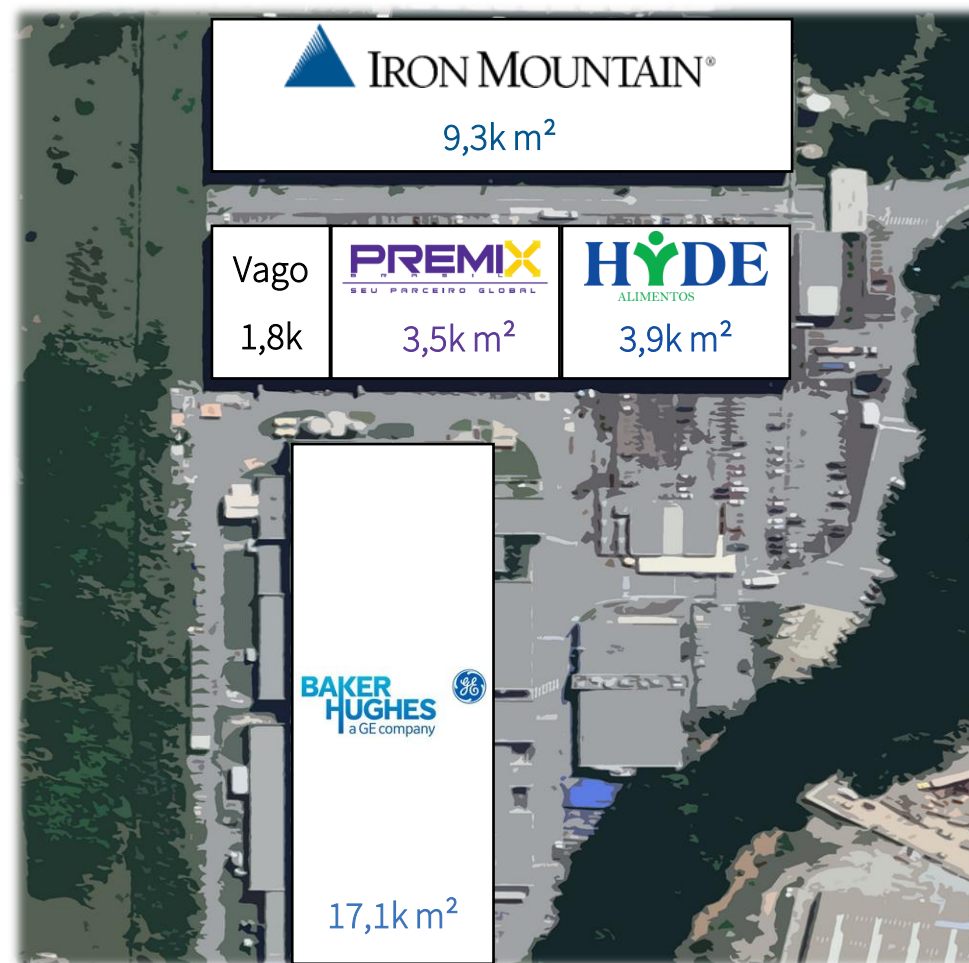 IRON MOUNTAIN®
9,3k m²
Vago
1,8k
PREMIX
BRASIL
SEU PARCEIRO GLOBAL
3,5k m²
HYDE
ALIMENTOS
3,9k m²
BAKER
HUGHES
a GE company
GE
17,1k m²